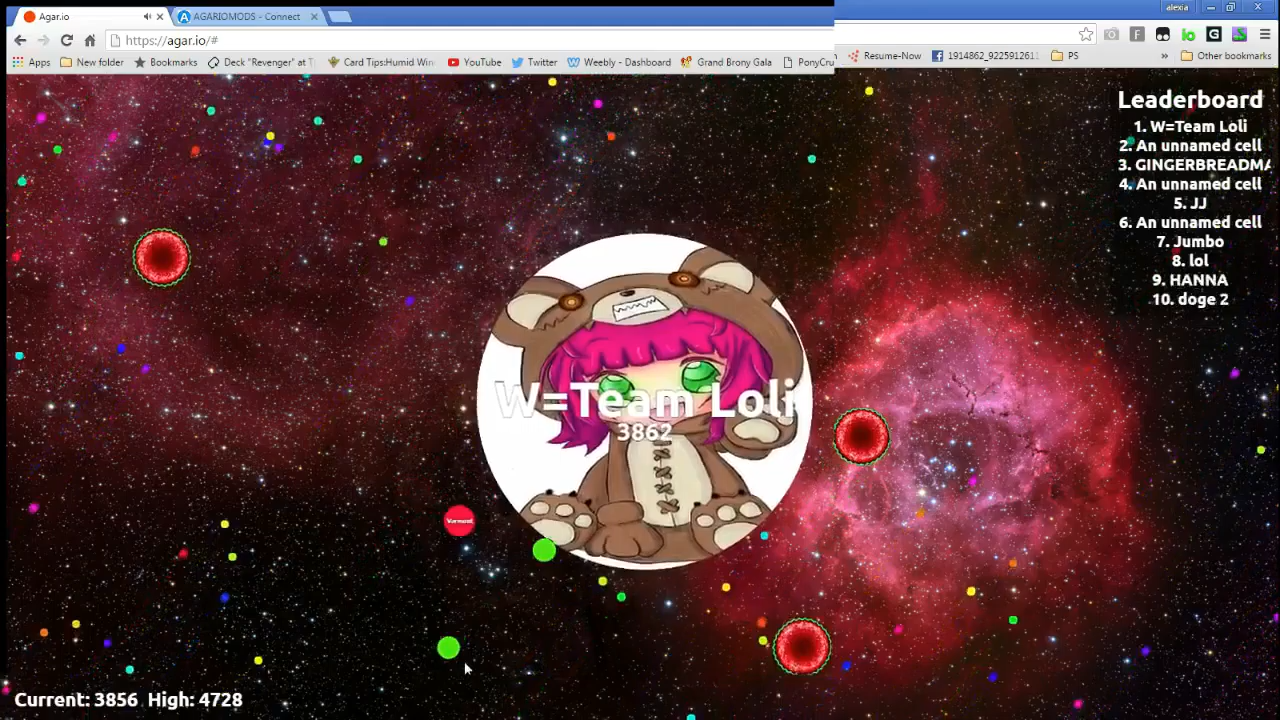 Agar.io
AGARIOMODS - Connect
alexia
https://agar.io/#
Apps New folder Bookmarks Deck "Revenger" at T Card Tips:Humid Win YouTube Twitter Weebly - Dashboard Grand Brony Gala PonyCru Resume-Now 1914862_9225912611 PS » Other bookmarks
Leaderboard
1. W=Team Loli
2. An unnamed cell
3. GINGERBREADMA
4. An unnamed cell
5. JJ
6. An unnamed cell
7. Jumbo
8. lol
9. HANNA
10. doge 2
W=Team Loli
3862
Current: 3856 High: 4728